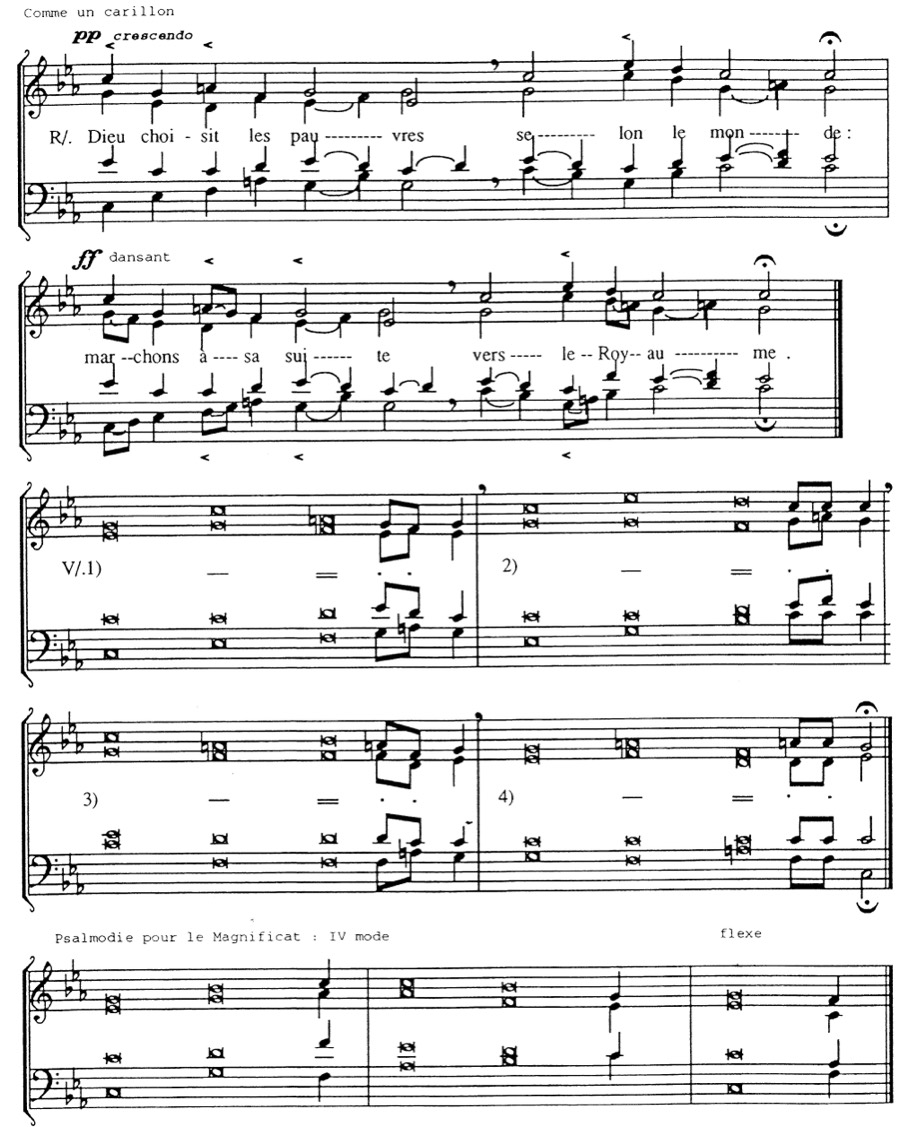 Comme un carillon
pp crescendo
R/. Dieu choi - sit les pau --------- vres se --------- lon le mon ------- de :
ff dansant
mar --chons à ---- sa sui ------ te vers ----- le -- Roy-- au ---------- me .
V/.1) 2)
3) 4)
Psalmodie pour le Magnificat : IV mode flexe